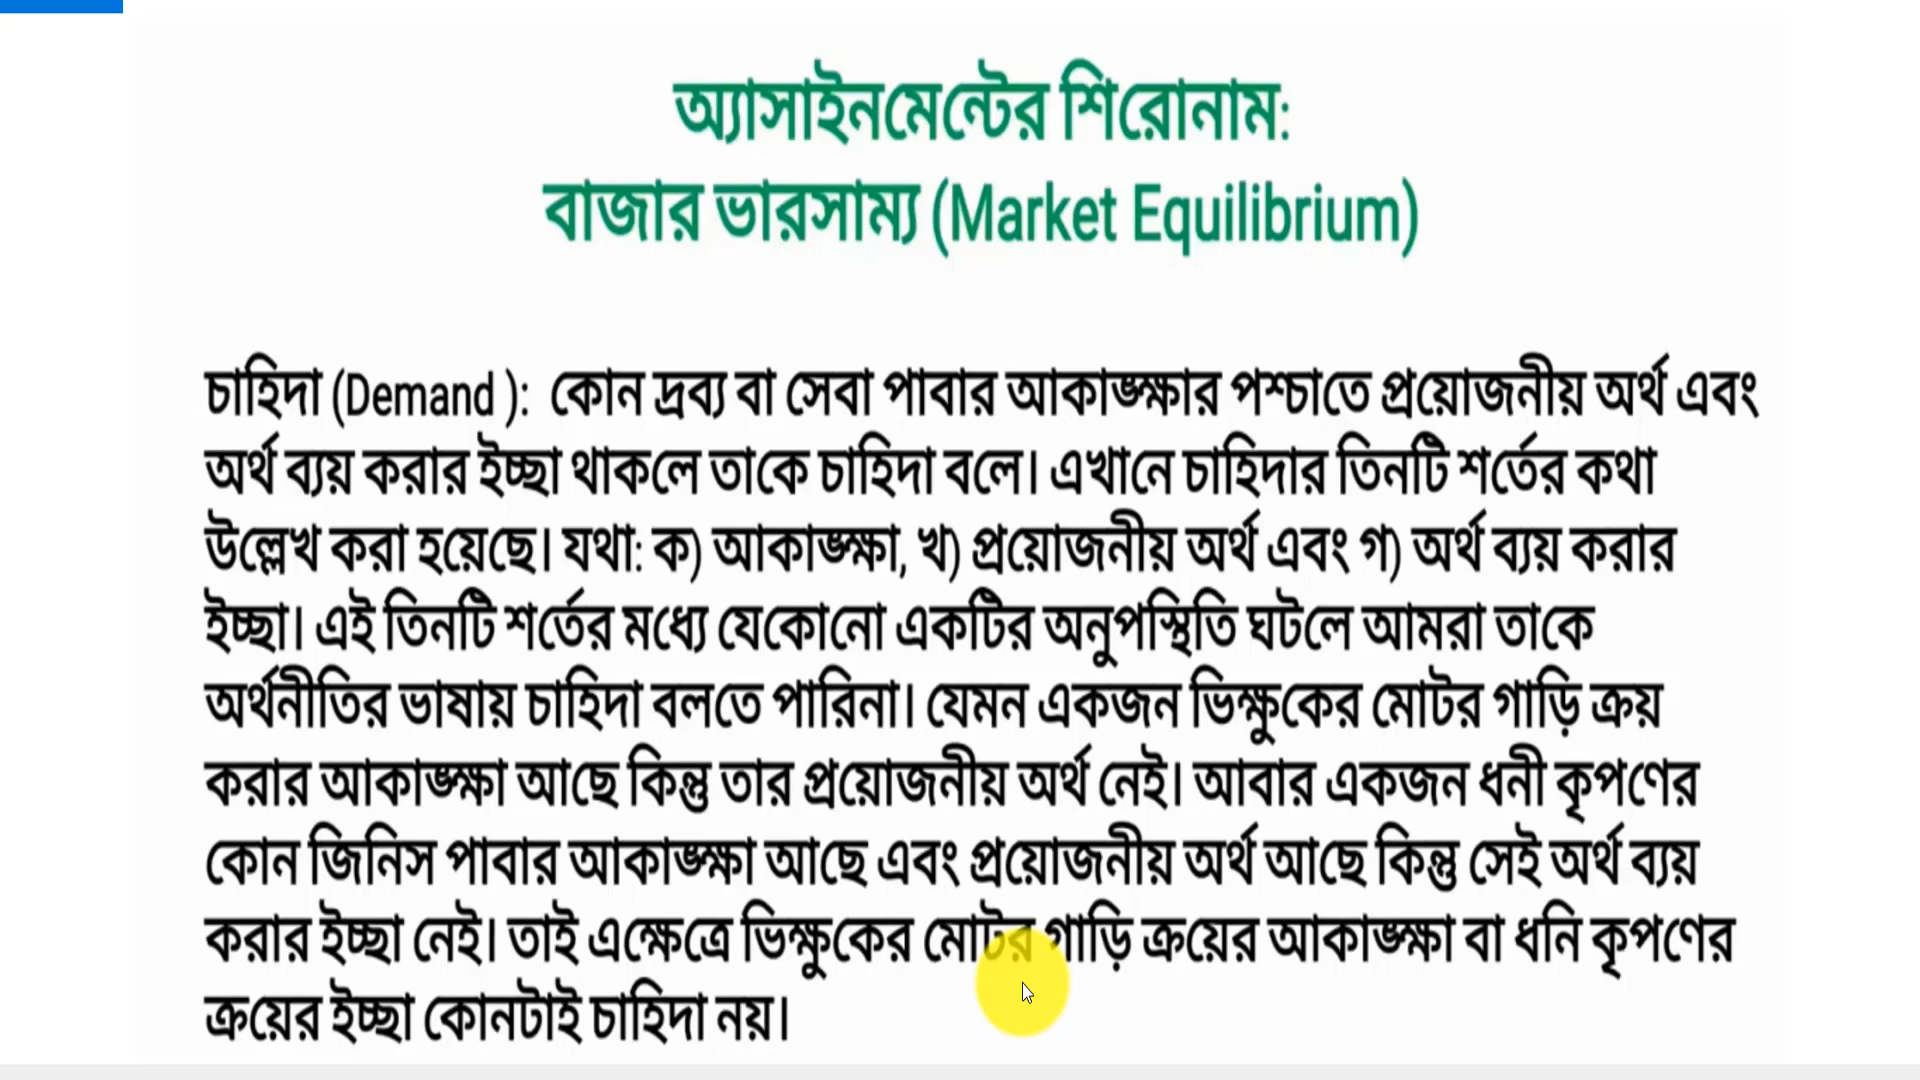 অ্যাসাইনমেন্টের শিরোনাম:
বাজার ভারসাম্য (Market Equilibrium)
চাহিদা (Demand ): কোন দ্রব্য বা সেবা পাবার আকাঙ্ক্ষার পশ্চাতে প্রয়োজনীয় অর্থ এবং
অর্থ ব্যয় করার ইচ্ছা থাকলে তাকে চাহিদা বলে। এখানে চাহিদার তিনটি শর্তের কথা
উল্লেখ করা হয়েছে। যথা: ক) আকাঙ্ক্ষা, খ) প্রয়োজনীয় অর্থ এবং গ) অর্থ ব্যয় করার
ইচ্ছা। এই তিনটি শর্তের মধ্যে যেকোনো একটির অনুপস্থিতি ঘটলে আমরা তাকে
অর্থনীতির ভাষায় চাহিদা বলতে পারিনা। যেমন একজন ভিক্ষুকের মোটর গাড়ি ক্রয়
করার আকাঙ্ক্ষা আছে কিন্তু তার প্রয়োজনীয় অর্থ নেই। আবার একজন ধনী কৃপণের
কোন জিনিস পাবার আকাঙ্ক্ষা আছে এবং প্রয়োজনীয় অর্থ আছে কিন্তু সেই অর্থ ব্যয়
করার ইচ্ছা নেই। তাই এক্ষেত্রে ভিক্ষুকের মোটর গাড়ি ক্রয়ের আকাঙ্ক্ষা বা ধনি কৃপণের
ক্রয়ের ইচ্ছা কোনটাই চাহিদা নয়।